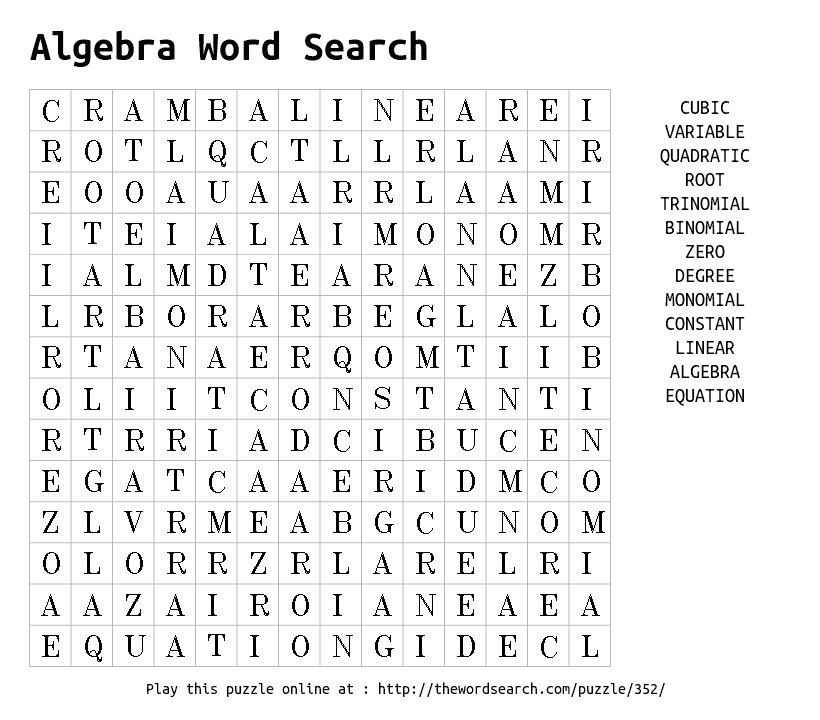 Algebra Word Search
C R A M B A L I N E A R E I
R O T L Q C T L L R L A N R
E O O A U A A R R L A A M I
I T E I A L A I M O N O M R
I A L M D T E A R A N E Z B
L R B O R A R B E G L A L O
R T A N A E R Q O M T I I B
O L I I T C O N S T A N T I
R T R R I A D C I B U C E N
E G A T C A A E R I D M C O
Z L V R M E A B G C U N O M
O L O R R Z R L A R E L R I
A A Z A I R O I A N E A E A
E Q U A T I O N G I D E C L
CUBIC
VARIABLE
QUADRATIC
ROOT
TRINOMIAL
BINOMIAL
ZERO
DEGREE
MONOMIAL
CONSTANT
LINEAR
ALGEBRA
EQUATION
Play this puzzle online at : http://thewordsearch.com/puzzle/352/